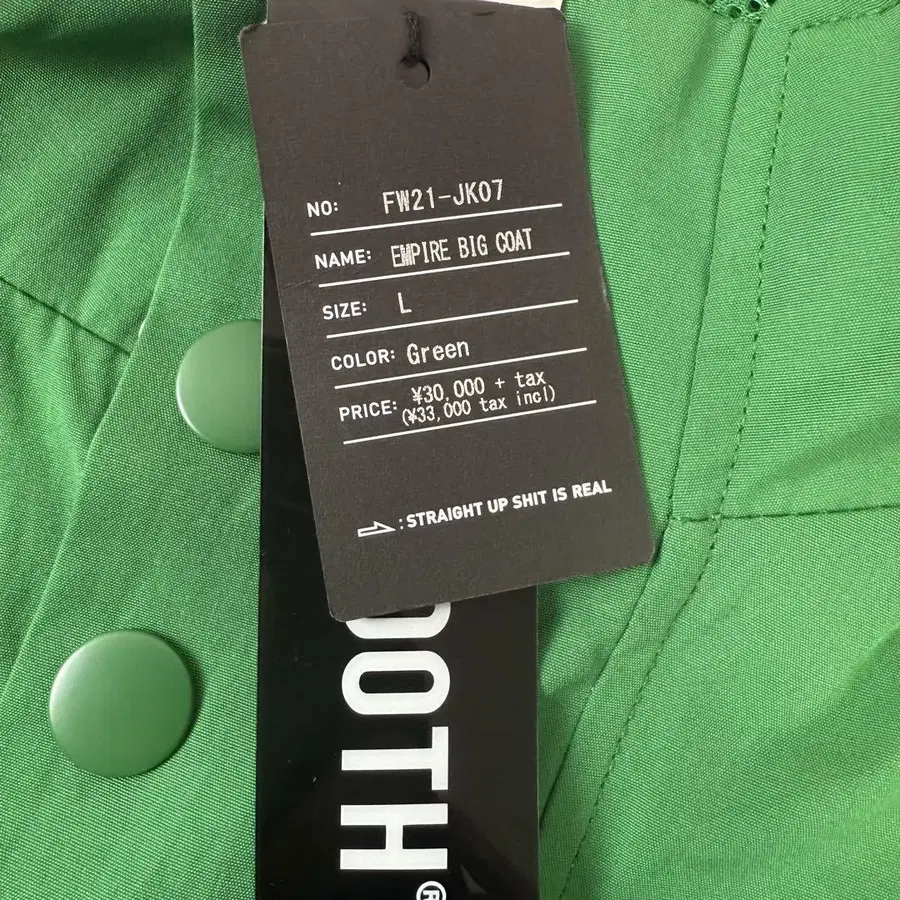 NO: FW21-JK07
NAME: EMPIRE BIG COAT
SIZE: L
COLOR: Green
PRICE: ¥30,000 + tax
(¥33,000 tax incl)
: STRAIGHT UP SHIT IS REAL
OOTH®